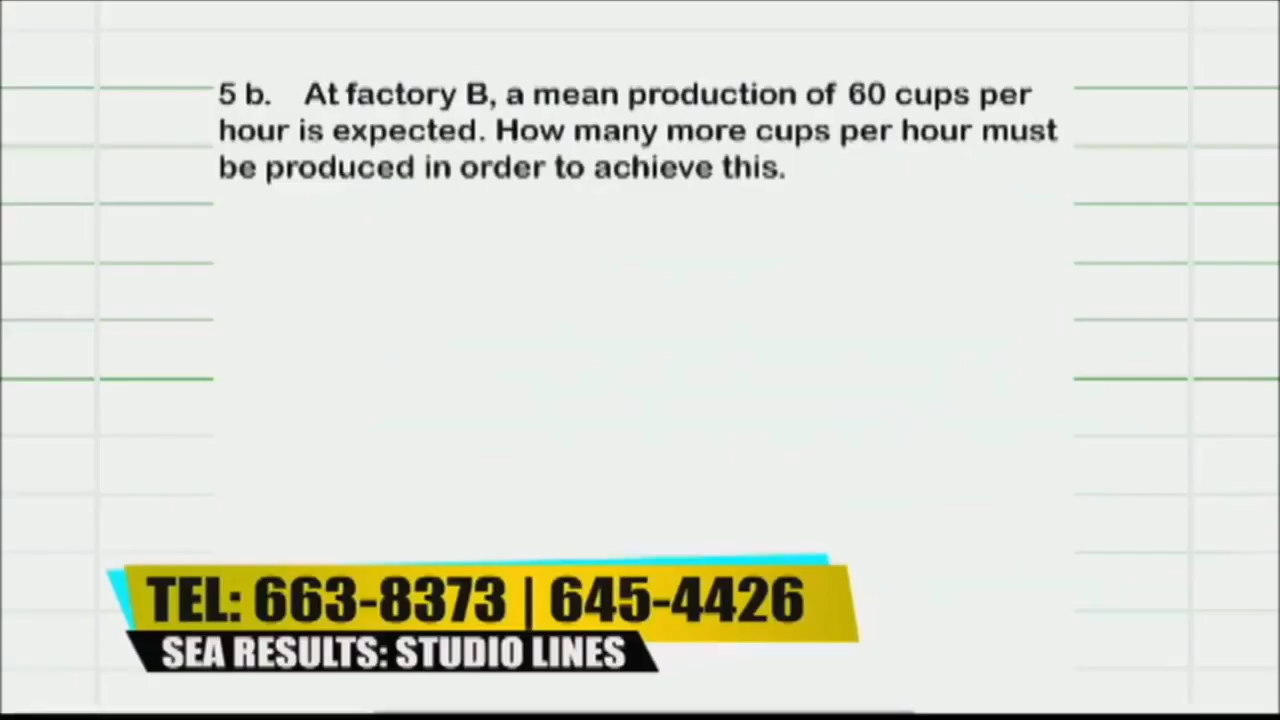 5 b. At factory B, a mean production of 60 cups per
hour is expected. How many more cups per hour must
be produced in order to achieve this.
TEL: 663-8373 | 645-4426
SEA RESULTS: STUDIO LINES